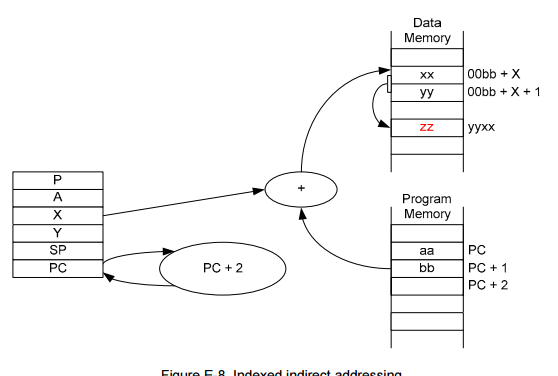 Data
Memory
xx 00bb + X
yy 00bb + X + 1
zz yyxx
P
A
X
Y
SP
PC
+
PC + 2
Program
Memory
aa PC
bb PC + 1
PC + 2
Figure E-8. Indexed indirect addressing